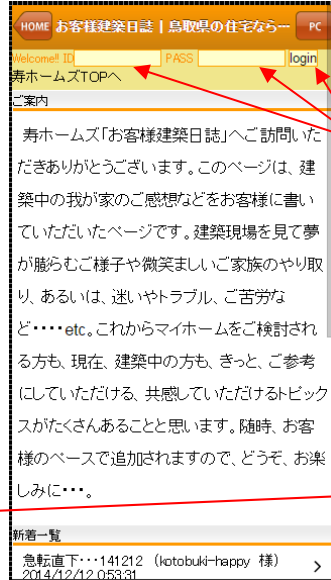 HOME お客様建築日誌 | 鳥取県の住宅なら… PC
Welcome!! ID PASS login
寿ホームズTOPへ
ご案内
寿ホームズ「お客様建築日誌」へご訪問いた
だきありがとうございます。このページは、建
築中の我が家のご感想などをお客様に書い
ていただいたページです。建築現場を見て夢
が膨らむご様子や微笑ましいご家族のやり取
り、あるいは、迷いやトラブル、ご苦労な
ど・・・・etc。これからマイホームをご検討され
る方も、現在、建築中の方も、きっと、ご参考
にしていただける、共感していただけるトピック
スがたくさんあることと思います。随時、お客
様のペースで追加されますので、どうぞ、お楽
しみに・・・。
新着一覧
急転直下・・・141212 (kotobuki-happy 様)
2014/12/12 05:33:31